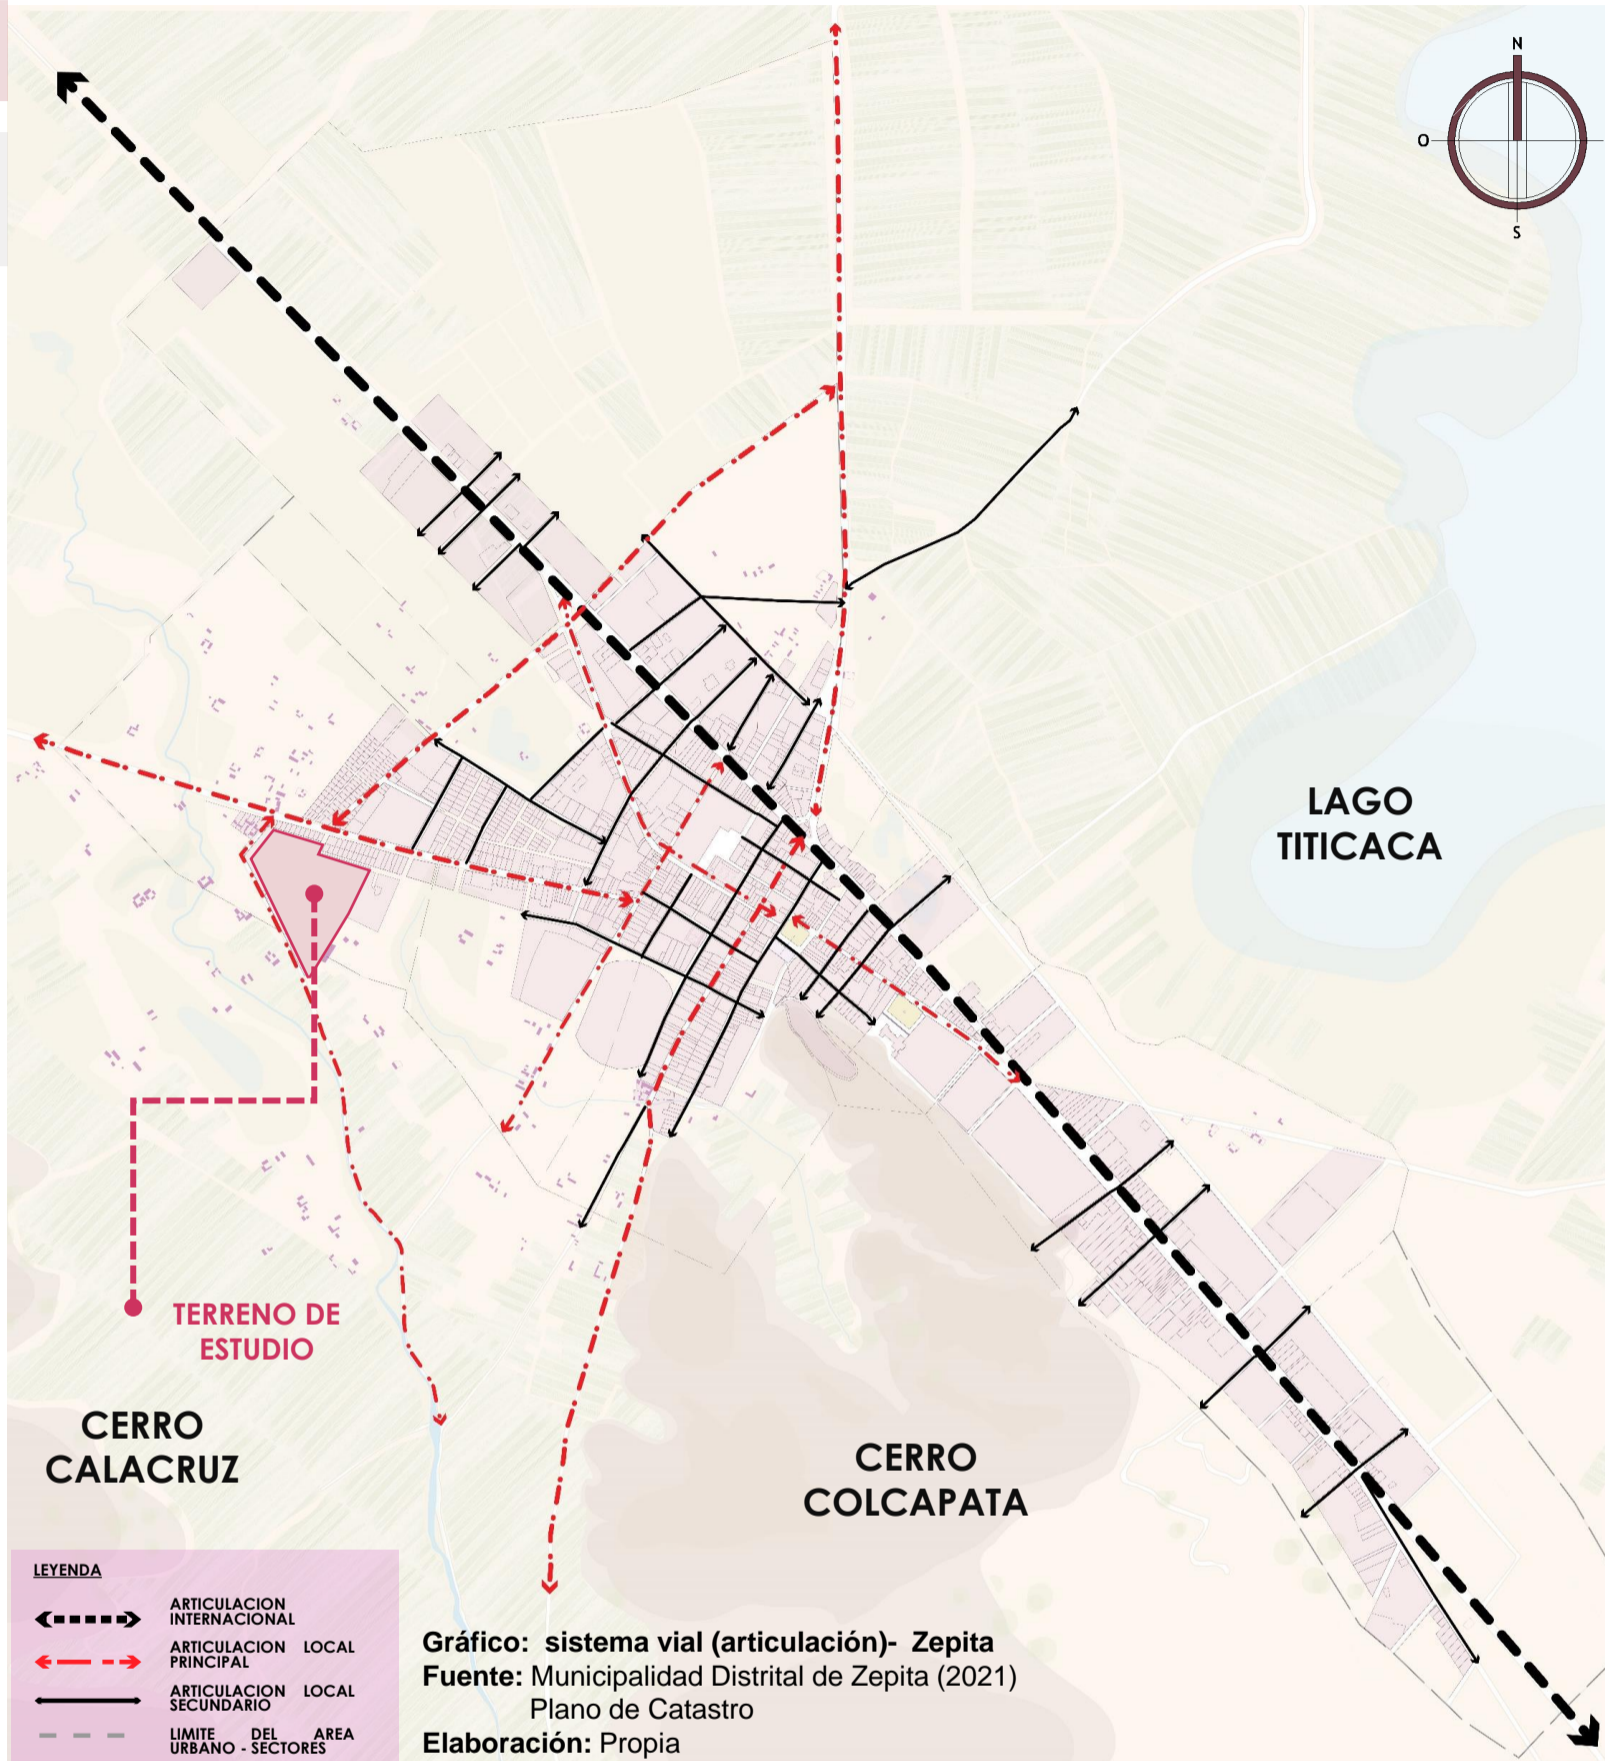 N
O
S
LAGO
TITICACA
TERRENO DE
ESTUDIO
CERRO
CALACRUZ
CERRO
COLCAPATA
LEYENDA
ARTICULACION
INTERNACIONAL
ARTICULACION LOCAL
PRINCIPAL
ARTICULACION LOCAL
SECUNDARIO
LIMITE DEL AREA
URBANO - SECTORES
Gráfico: sistema vial (articulación)- Zepita
Fuente: Municipalidad Distrital de Zepita (2021)
Plano de Catastro
Elaboración: Propia